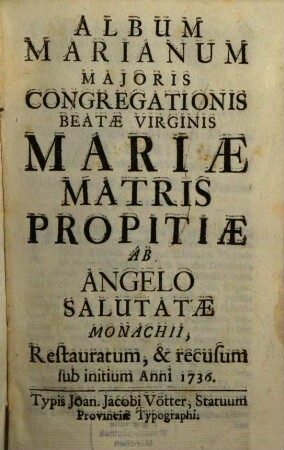 ALBUM
MARIANUM
MAJORIS
CONGREGATIONIS
BEATÆ VIRGINIS
MARIÆ
MATRIS
PROPITIÆ
AB
ANGELO
SALUTATÆ
MONACHII,
Restauratum, & recusum
sub initium Anni 1736.
Typis Joan. Jacobi Vötter, Statuum
Provinciæ Typographi.
München